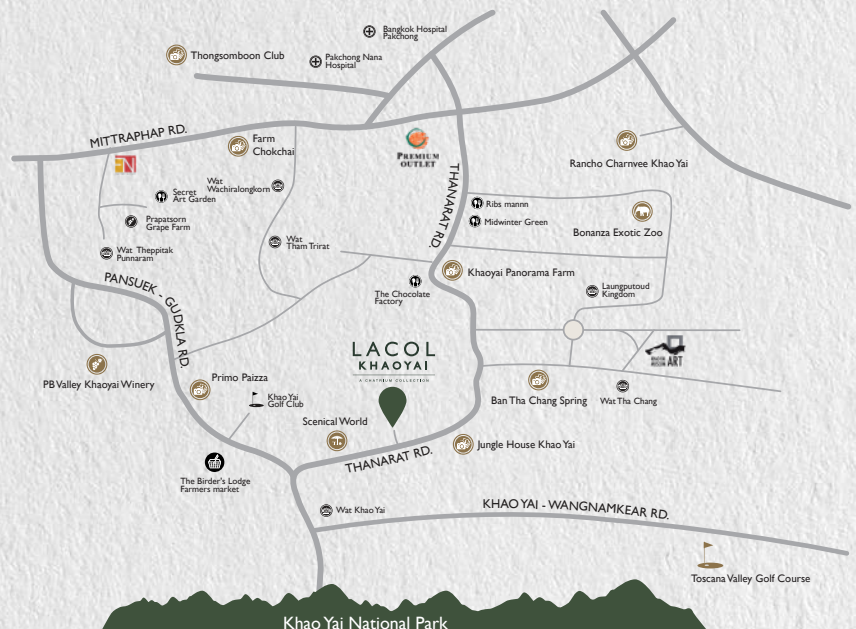 Bangkok Hospital
Pakchong
Thongsomboon Club
Pakchong Nana
Hospital
MITTRAPHAP RD.
Farm
Chokchai
PREMIUM
OUTLET
Rancho Charnvee Khao Yai
THANARAT RD.
Wat
Wachiralongkorn
Secret
Art Garden
Ribs mannn
Midwinter Green
Prapatsorn
Grape Farm
Bonanza Exotic Zoo
Wat
Tham Trirat
Wat Theppitak
Punnaram
Khaoyai Panorama Farm
PANSUEK - GUDKLA RD.
The Chocolate
Factory
Laungputoud
Kingdom
LACOL
KHAOYAI
A CHATRIUM COLLECTION
ART
PB Valley Khaoyai Winery
Primo Paizza
Khao Yai
Golf Club
Ban Tha Chang Spring
Wat Tha Chang
Scenical World
Jungle House Khao Yai
THANARAT RD.
The Birder's Lodge
Farmers market
Wat Khao Yai
KHAO YAI - WANGNAMKEAR RD.
Toscana Valley Golf Course
Khao Yai National Park